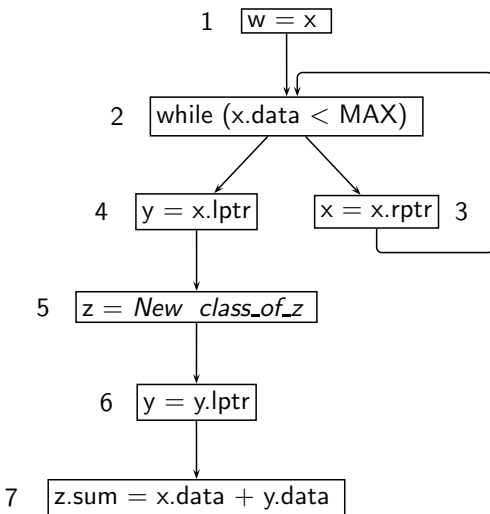 1 w = x
2 while (x.data < MAX)
4 y = x.lptr
x = x.rptr 3
5 z = New class_of_z
6 y = y.lptr
7 z.sum = x.data + y.data